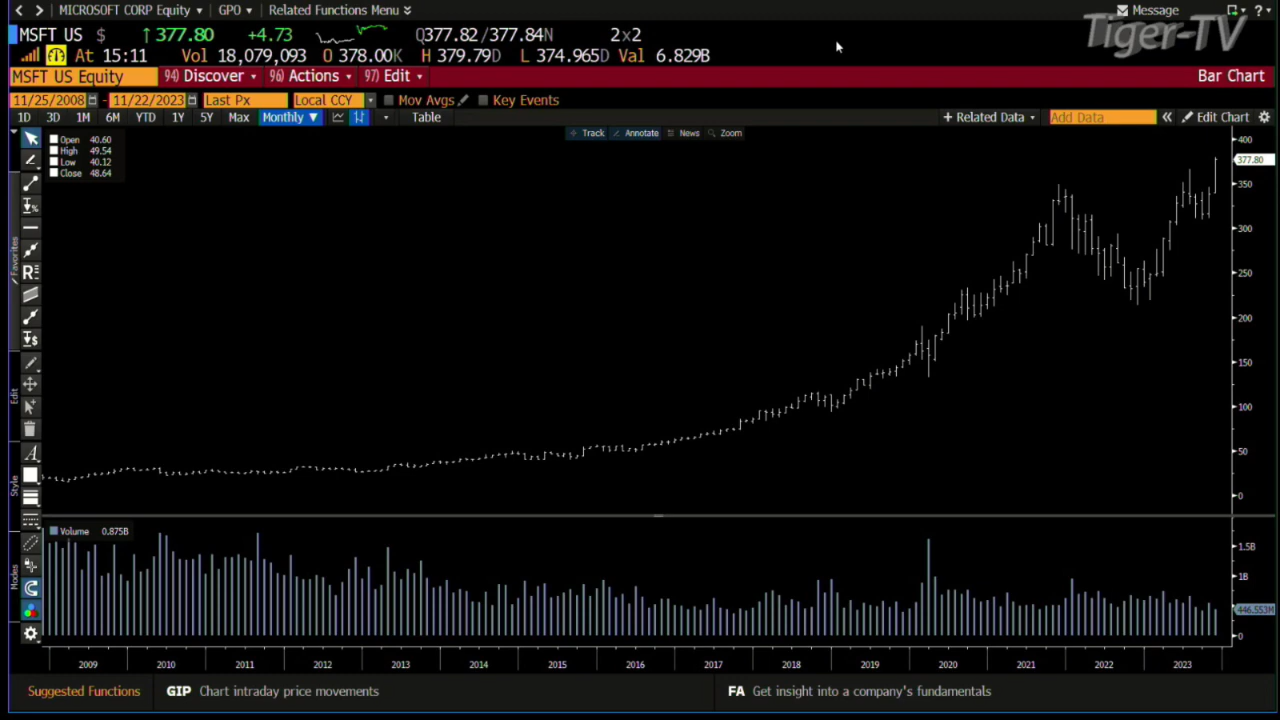 < > MICROSOFT CORP Equity ▾ GPO ▾ Related Functions Menu Message ?
Tiger-TV
MSFT US $ ↑ 377.80 +4.73 Q377.82/377.84N 2x2
At 15:11 Vol 18,079,093 O 378.00K H 379.79D L 374.965D Val 6.829B
MSFT US Equity 94) Discover 96) Actions 97) Edit Bar Chart
11/25/2008 - 11/22/2023 Last Px Local CCY Mov Avgs Key Events
1D 3D 1M 6M YTD 1Y 5Y Max Monthly ▼ Table + Related Data Add Data « Edit Chart
Track Annotate News Zoom
Open 40.60
High 49.54
Low 40.12
Close 48.64
400
377.80
350
300
250
200
150
100
50
0
Favorites
Edit
Style
Modes
R
A
Volume 0.875B
1.5B
1B
446.553M
0
2009 2010 2011 2012 2013 2014 2015 2016 2017 2018 2019 2020 2021 2022 2023
Suggested Functions GIP Chart intraday price movements FA Get insight into a company's fundamentals